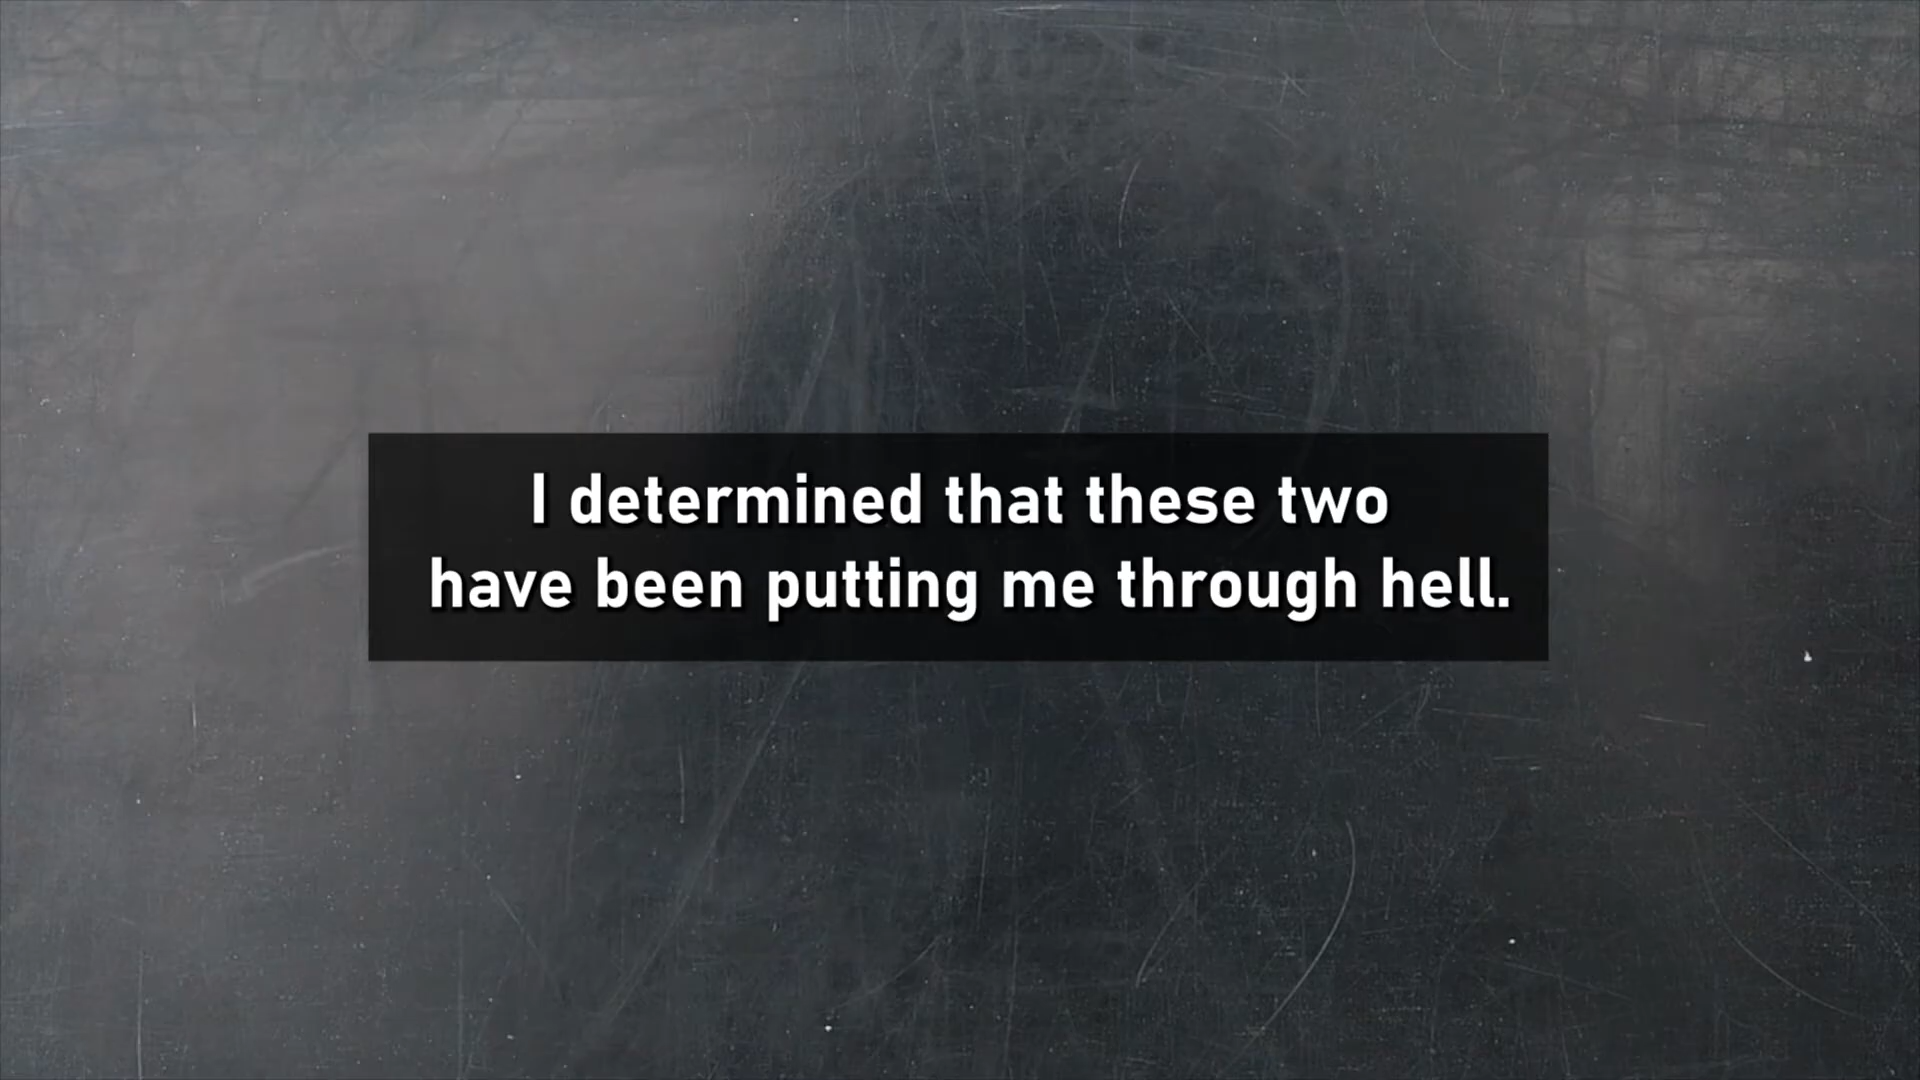 I determined that these two
have been putting me through hell.